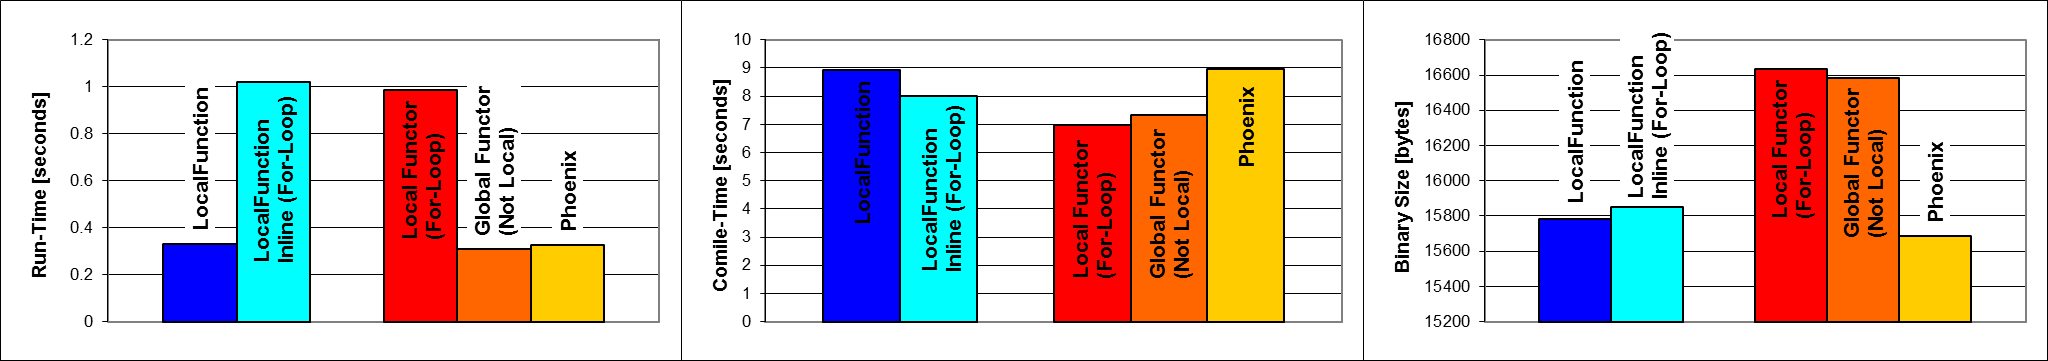 Run-Time [seconds]
1.2
1
0.8
0.6
0.4
0.2
0
LocalFunction
LocalFunction
Inline (For-Loop)
Local Functor
(For-Loop)
Global Functor
(Not Local)
Phoenix
Comile-Time [seconds]
10
9
8
7
6
5
4
3
2
1
0
LocalFunction
LocalFunction
Inline (For-Loop)
Local Functor
(For-Loop)
Global Functor
(Not Local)
Phoenix
Binary Size [bytes]
16800
16600
16400
16200
16000
15800
15600
15400
15200
LocalFunction
LocalFunction
Inline (For-Loop)
Local Functor
(For-Loop)
Global Functor
(Not Local)
Phoenix